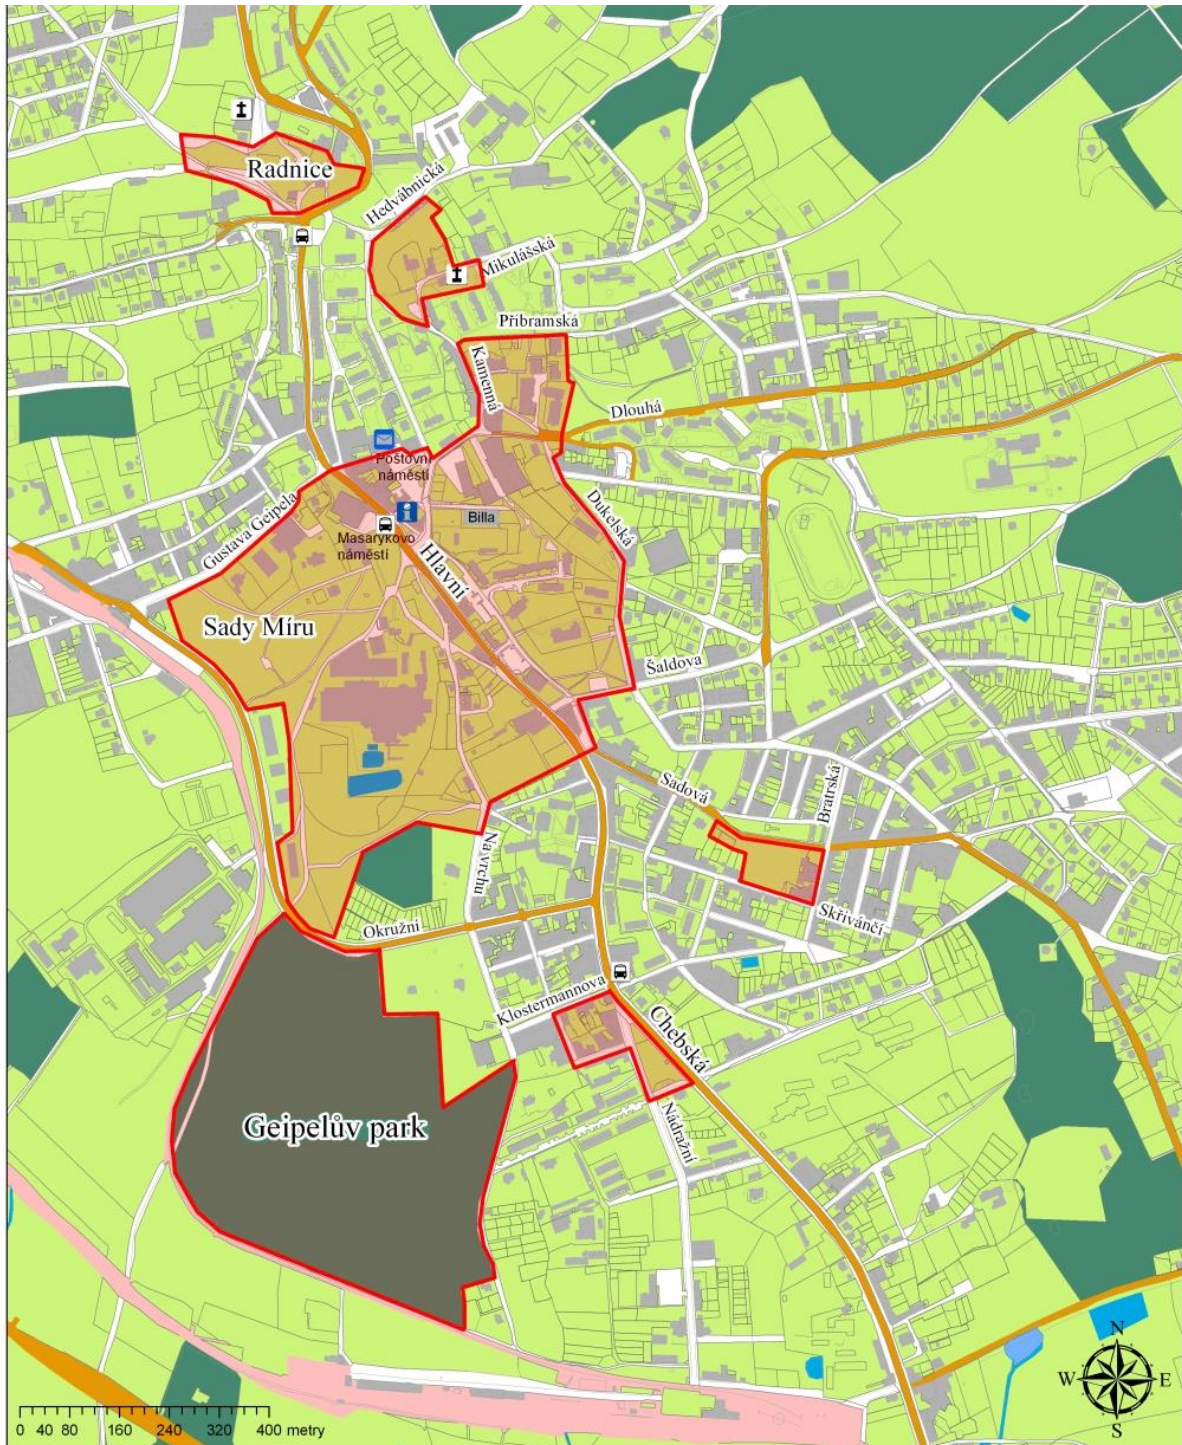 Radnice
Hedvábnická
Mikulášská
Příbramská
Kamenná
Dlouhá
Poštovní
náměstí
Gustava Geipela
Billa
Dukelská
Masarykovo
náměstí
Hlavní
Sady Míru
Šaldova
Sadová
Bratrská
Na vrchu
Skřivánčí
Okružní
Klostermannova
Chebská
Geipelův park
Nádražní
N
W E
S
0 40 80 160 240 320 400 metry